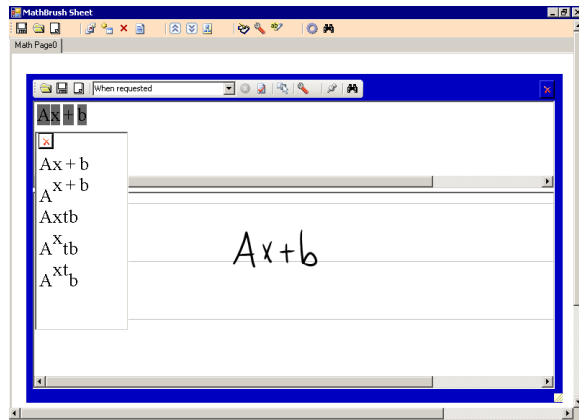 MathBrush Sheet
Math Page0
When requested
Ax + b
Ax + b
A^x + b
Axtb
A^x tb
A^xt b
Ax+b